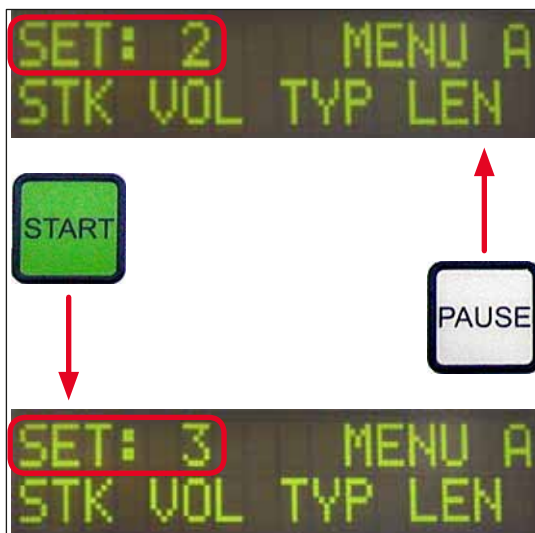 SET: 2 MENU A
STK VOL TYP LEN
START
PAUSE
SET: 3 MENU A
STK VOL TYP LEN